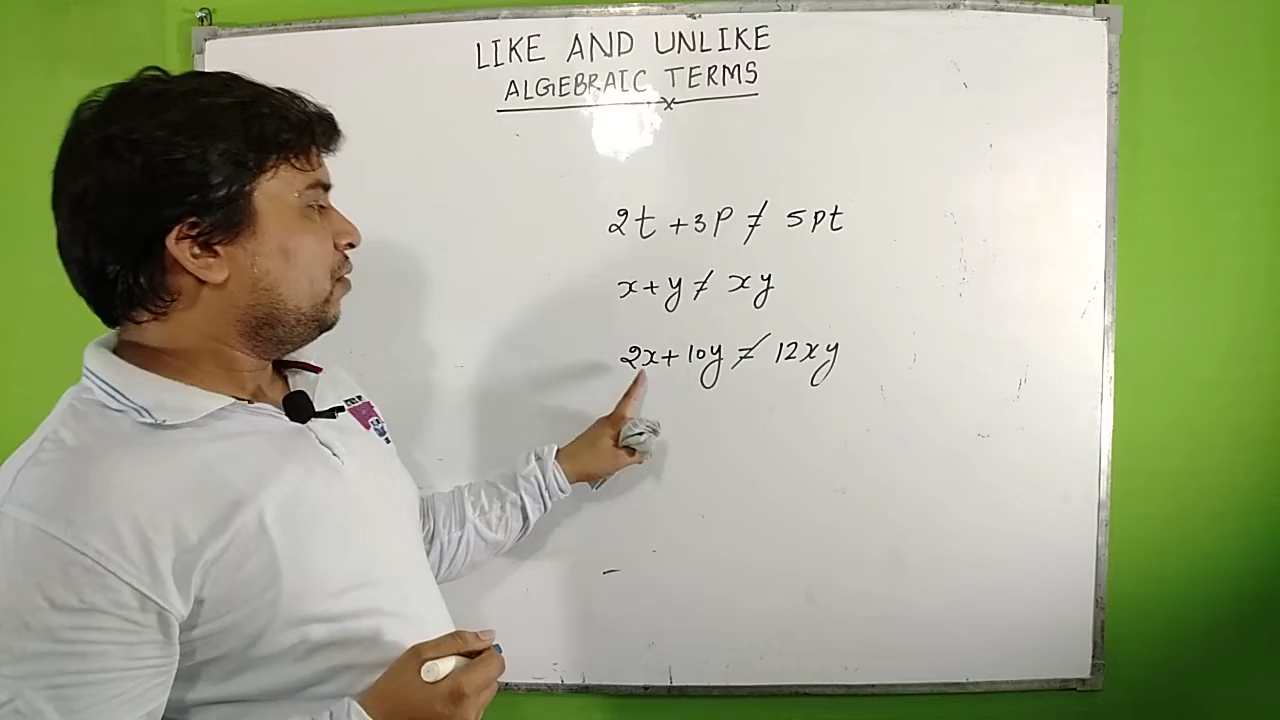 LIKE AND UNLIKE
ALGEBRAIC TERMS
2t + 3p ≠ 5pt
x + y ≠ xy
2x + 10y ≠ 12xy